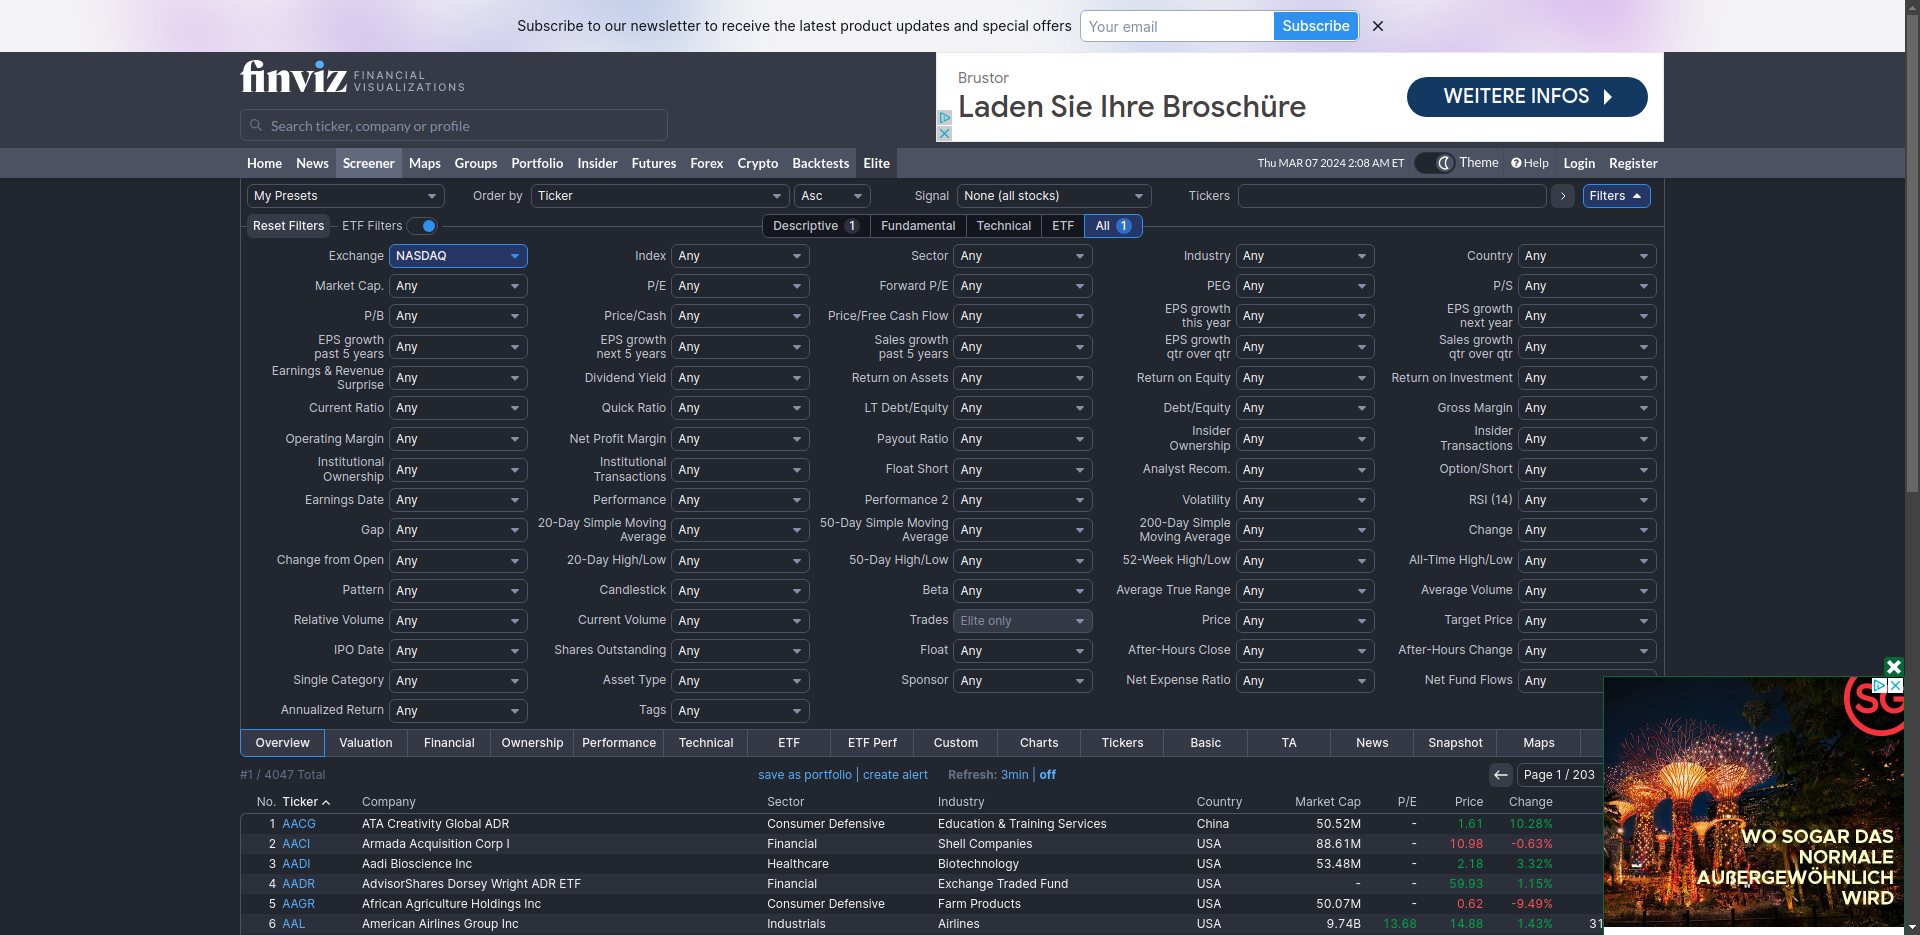 Subscribe to our newsletter to receive the latest product updates and special offers Your email Subscribe
finviz FINANCIAL VISUALIZATIONS
Search ticker, company or profile
Brustor
Laden Sie Ihre Broschüre
WEITERE INFOS
Home News Screener Maps Groups Portfolio Insider Futures Forex Crypto Backtests Elite Thu MAR 07 2024 2:08 AM ET Theme Help Login Register
My Presets Order by Ticker Asc Signal None (all stocks) Tickers > Filters
Reset Filters ETF Filters Descriptive 1 Fundamental Technical ETF All 1
Exchange NASDAQ Index Any Sector Any Industry Any Country Any
Market Cap. Any P/E Any Forward P/E Any PEG Any P/S Any
P/B Any Price/Cash Any Price/Free Cash Flow Any EPS growth this year Any EPS growth next year Any
EPS growth past 5 years Any EPS growth next 5 years Any Sales growth past 5 years Any EPS growth qtr over qtr Any Sales growth qtr over qtr Any
Earnings & Revenue Surprise Any Dividend Yield Any Return on Assets Any Return on Equity Any Return on Investment Any
Current Ratio Any Quick Ratio Any LT Debt/Equity Any Debt/Equity Any Gross Margin Any
Operating Margin Any Net Profit Margin Any Payout Ratio Any Insider Ownership Any Insider Transactions Any
Institutional Ownership Any Institutional Transactions Any Float Short Any Analyst Recom. Any Option/Short Any
Earnings Date Any Performance Any Performance 2 Any Volatility Any RSI (14) Any
Gap Any 20-Day Simple Moving Average Any 50-Day Simple Moving Average Any 200-Day Simple Moving Average Any Change Any
Change from Open Any 20-Day High/Low Any 50-Day High/Low Any 52-Week High/Low Any All-Time High/Low Any
Pattern Any Candlestick Any Beta Any Average True Range Any Average Volume Any
Relative Volume Any Current Volume Any Trades Elite only Price Any Target Price Any
IPO Date Any Shares Outstanding Any Float Any After-Hours Close Any After-Hours Change Any
Single Category Any Asset Type Any Sponsor Any Net Expense Ratio Any Net Fund Flows Any
Annualized Return Any Tags Any
Overview Valuation Financial Ownership Performance Technical ETF ETF Perf Custom Charts Tickers Basic TA News Snapshot Maps
#1 / 4047 Total save as portfolio | create alert Refresh: 3min | off Page 1 / 203
No. Ticker Company Sector Industry Country Market Cap P/E Price Change
1 AACG ATA Creativity Global ADR Consumer Defensive Education & Training Services China 50.52M - 1.61 10.28%
2 AACI Armada Acquisition Corp I Financial Shell Companies USA 88.61M - 10.98 -0.63%
3 AADI Aadi Bioscience Inc Healthcare Biotechnology USA 53.48M - 2.18 3.32%
4 AADR AdvisorShares Dorsey Wright ADR ETF Financial Exchange Traded Fund USA - - 59.93 1.15%
5 AAGR African Agriculture Holdings Inc Consumer Defensive Farm Products USA 50.07M - 0.62 -9.49%
6 AAL American Airlines Group Inc Industrials Airlines USA 9.74B 13.68 14.88 1.43% 31
SG
WO SOGAR DAS
NORMALE
AUßERGEWÖHNLICH
WIRD